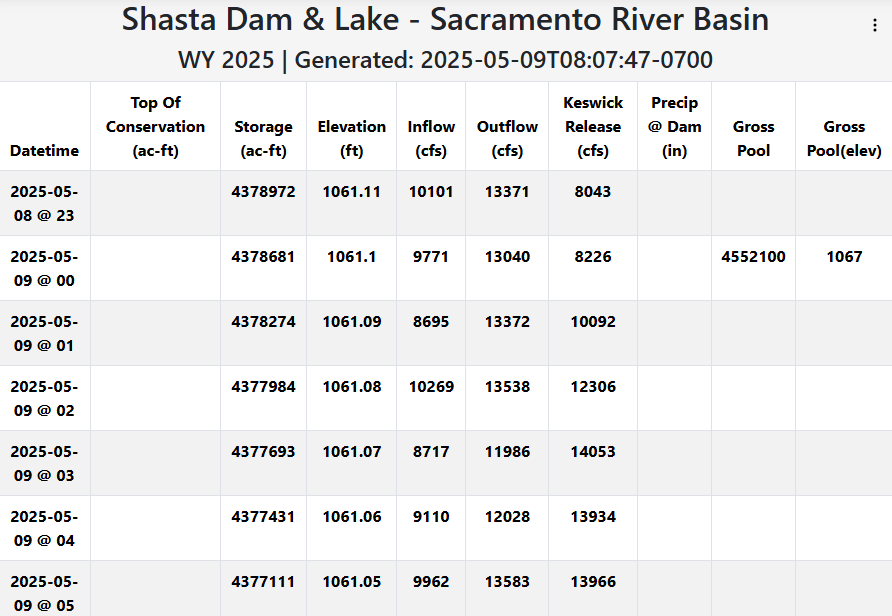 Shasta Dam & Lake - Sacramento River Basin
WY 2025 | Generated: 2025-05-09T08:07:47-0700
Datetime Top Of Conservation (ac-ft) Storage (ac-ft) Elevation (ft) Inflow (cfs) Outflow (cfs) Keswick Release (cfs) Precip @ Dam (in) Gross Pool Gross Pool(elev)
2025-05-08 @ 23 4378972 1061.11 10101 13371 8043
2025-05-09 @ 00 4378681 1061.1 9771 13040 8226 4552100 1067
2025-05-09 @ 01 4378274 1061.09 8695 13372 10092
2025-05-09 @ 02 4377984 1061.08 10269 13538 12306
2025-05-09 @ 03 4377693 1061.07 8717 11986 14053
2025-05-09 @ 04 4377431 1061.06 9110 12028 13934
2025-05-09 @ 05 4377111 1061.05 9962 13583 13966